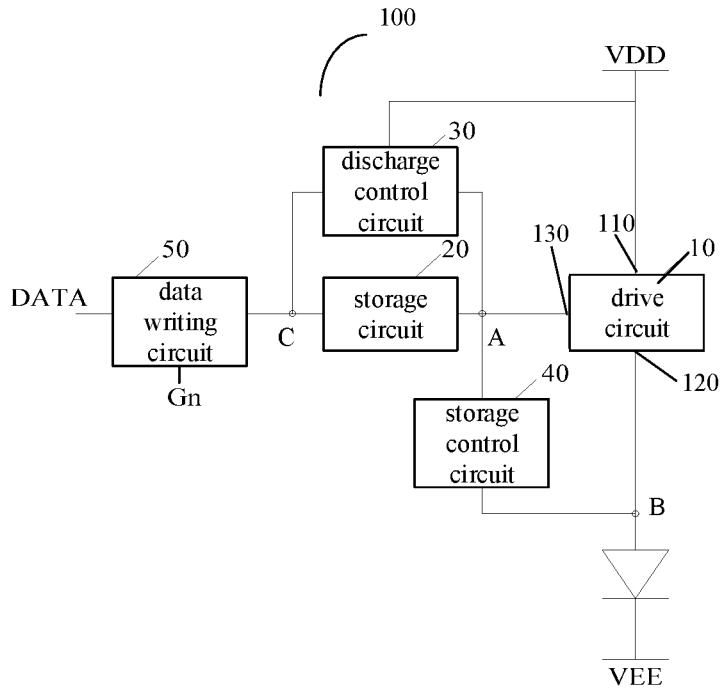 100
VDD
30
discharge
control
circuit
50
20
130
110
10
DATA
data
writing
circuit
storage
circuit
drive
circuit
C
A
Gn
40
120
storage
control
circuit
B
VEE